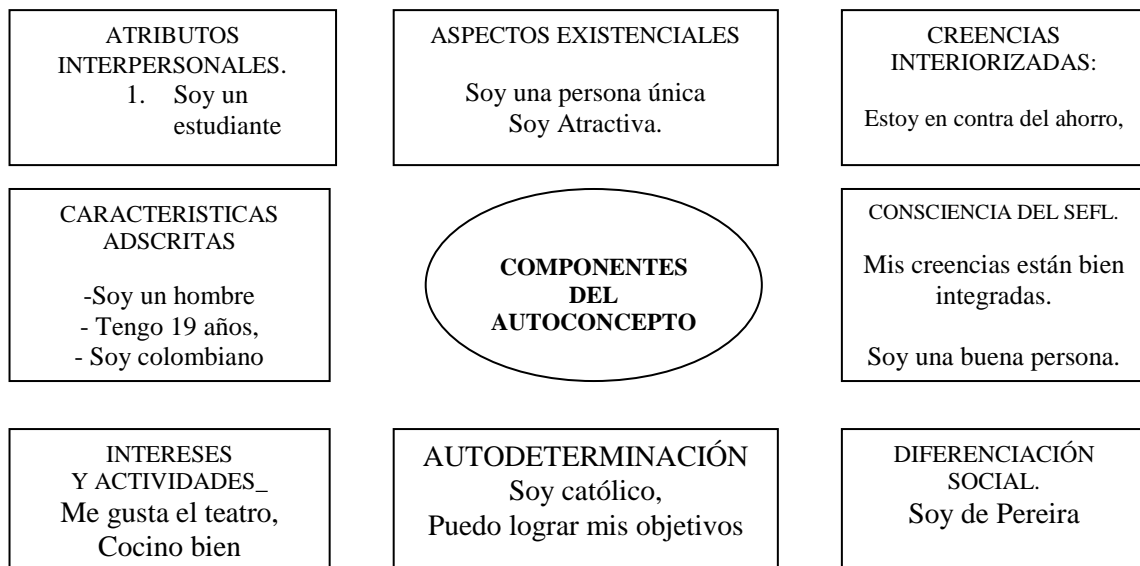 ATRIBUTOS
INTERPERSONALES.
1. Soy un
estudiante
ASPECTOS EXISTENCIALES
Soy una persona única
Soy Atractiva.
CREENCIAS
INTERIORIZADAS:
Estoy en contra del ahorro,
CARACTERISTICAS
ADSCRITAS
-Soy un hombre
- Tengo 19 años,
- Soy colombiano
COMPONENTES
DEL
AUTOCONCEPTO
CONSCIENCIA DEL SEFL.
Mis creencias están bien
integradas.
Soy una buena persona.
INTERESES
Y ACTIVIDADES_
Me gusta el teatro,
Cocino bien
AUTODETERMINACIÓN
Soy católico,
Puedo lograr mis objetivos
DIFERENCIACIÓN
SOCIAL.
Soy de Pereira